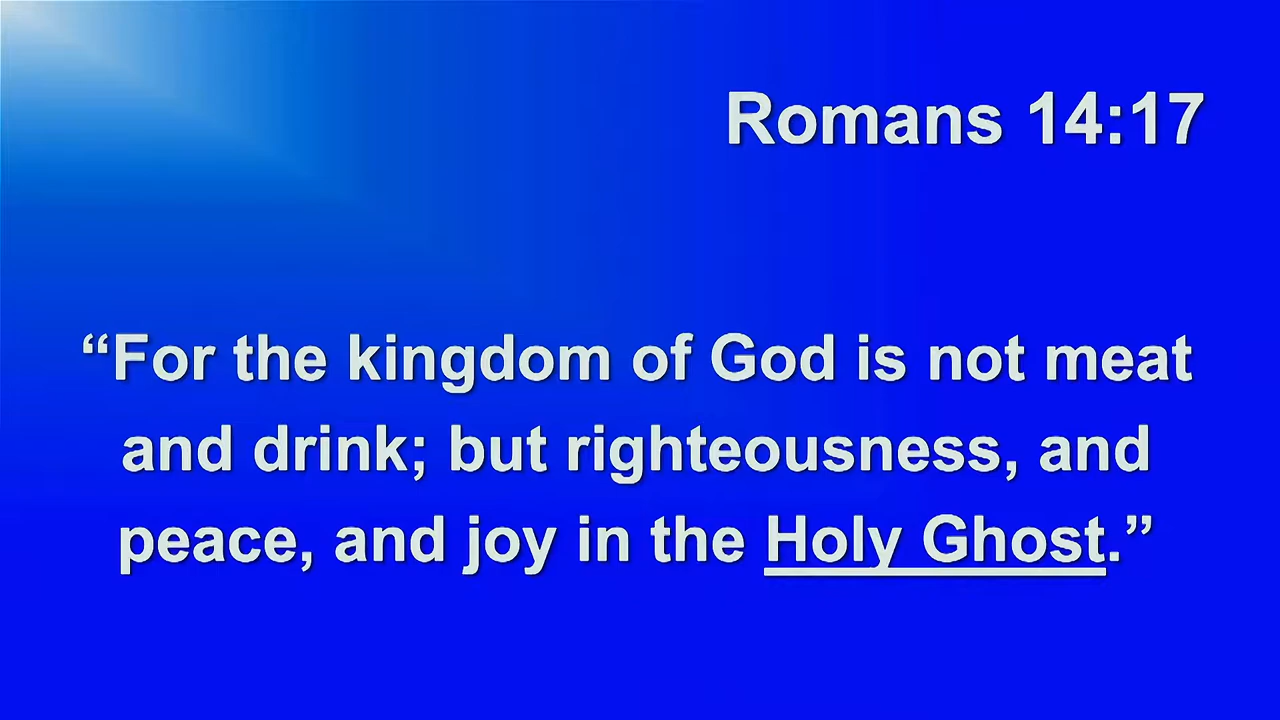 Romans 14:17
“For the kingdom of God is not meat
and drink; but righteousness, and
peace, and joy in the Holy Ghost.”